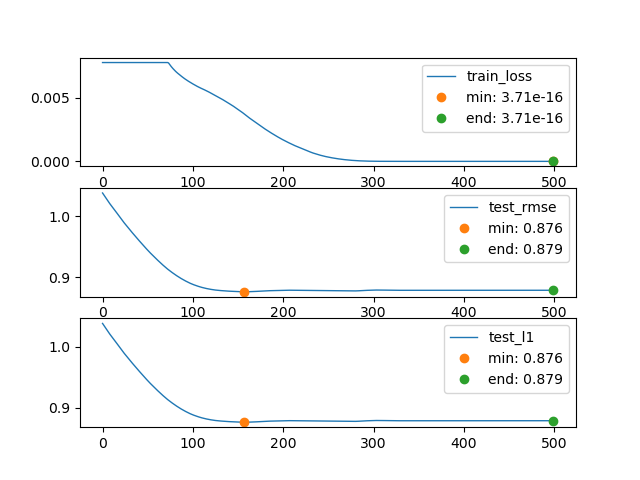 train_loss
min: 3.71e-16
end: 3.71e-16
0.005
0.000
0 100 200 300 400 500
test_rmse
min: 0.876
end: 0.879
1.0
0.9
0 100 200 300 400 500
test_l1
min: 0.876
end: 0.879
1.0
0.9
0 100 200 300 400 500